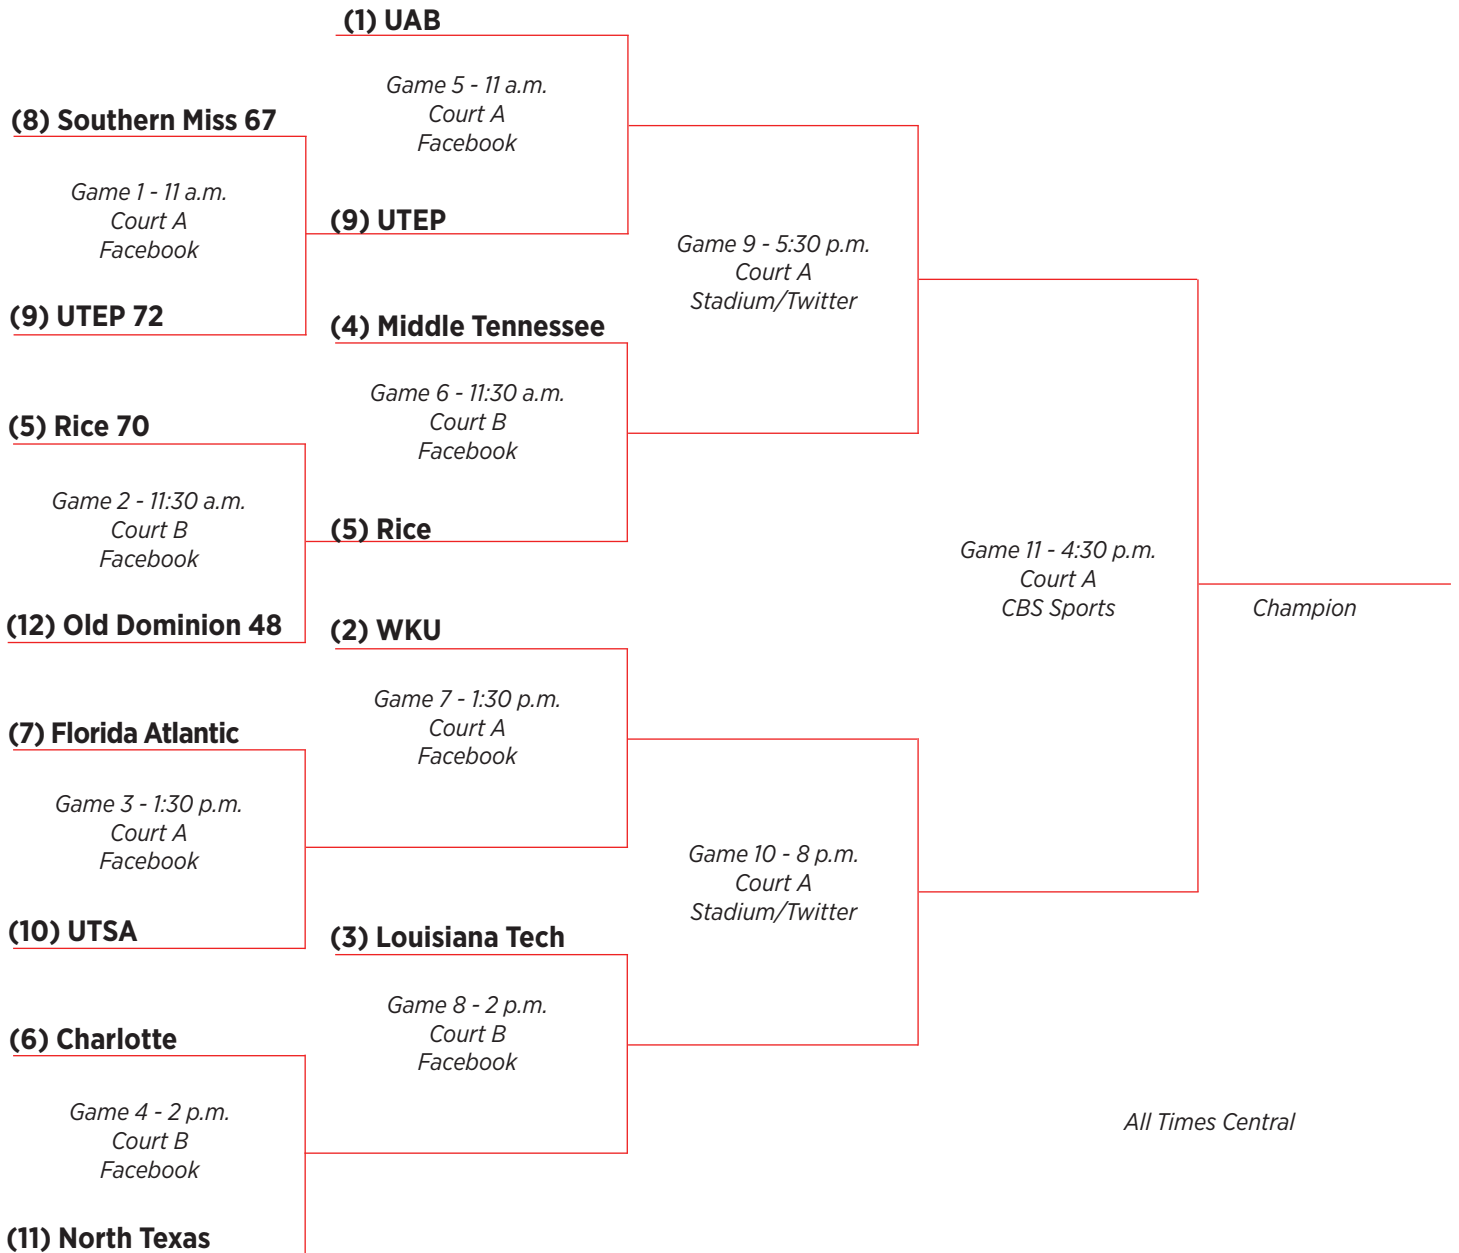 (8) Southern Miss 67
Game 1 - 11 a.m.
Court A
Facebook
(9) UTEP 72
(5) Rice 70
Game 2 - 11:30 a.m.
Court B
Facebook
(12) Old Dominion 48
(7) Florida Atlantic
Game 3 - 1:30 p.m.
Court A
Facebook
(10) UTSA
(6) Charlotte
Game 4 - 2 p.m.
Court B
Facebook
(11) North Texas
(1) UAB
Game 5 - 11 a.m.
Court A
Facebook
(9) UTEP
(4) Middle Tennessee
Game 6 - 11:30 a.m.
Court B
Facebook
(5) Rice
(2) WKU
Game 7 - 1:30 p.m.
Court A
Facebook
(3) Louisiana Tech
Game 8 - 2 p.m.
Court B
Facebook
Game 9 - 5:30 p.m.
Court A
Stadium/Twitter
Game 10 - 8 p.m.
Court A
Stadium/Twitter
Game 11 - 4:30 p.m.
Court A
CBS Sports
Champion
All Times Central